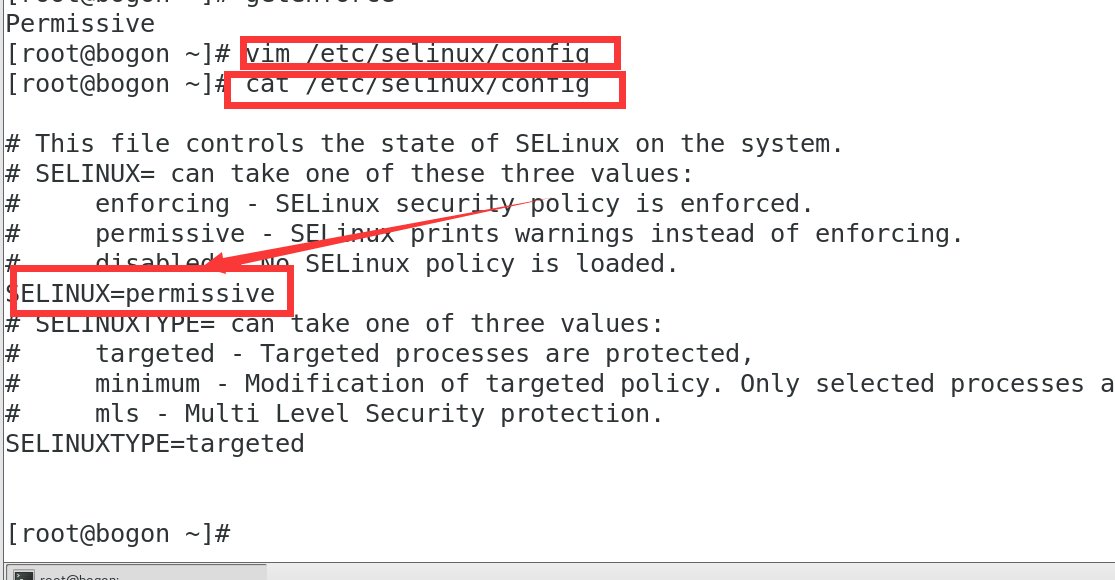 Permissive
[root@bogon ~]# vim /etc/selinux/config
[root@bogon ~]# cat /etc/selinux/config
# This file controls the state of SELinux on the system.
# SELINUX= can take one of these three values:
#     enforcing - SELinux security policy is enforced.
#     permissive - SELinux prints warnings instead of enforcing.
#     disabled - No SELinux policy is loaded.
SELINUX=permissive
# SELINUXTYPE= can take one of three values:
#     targeted - Targeted processes are protected,
#     minimum - Modification of targeted policy. Only selected processes a
#     mls - Multi Level Security protection.
SELINUXTYPE=targeted
[root@bogon ~]#